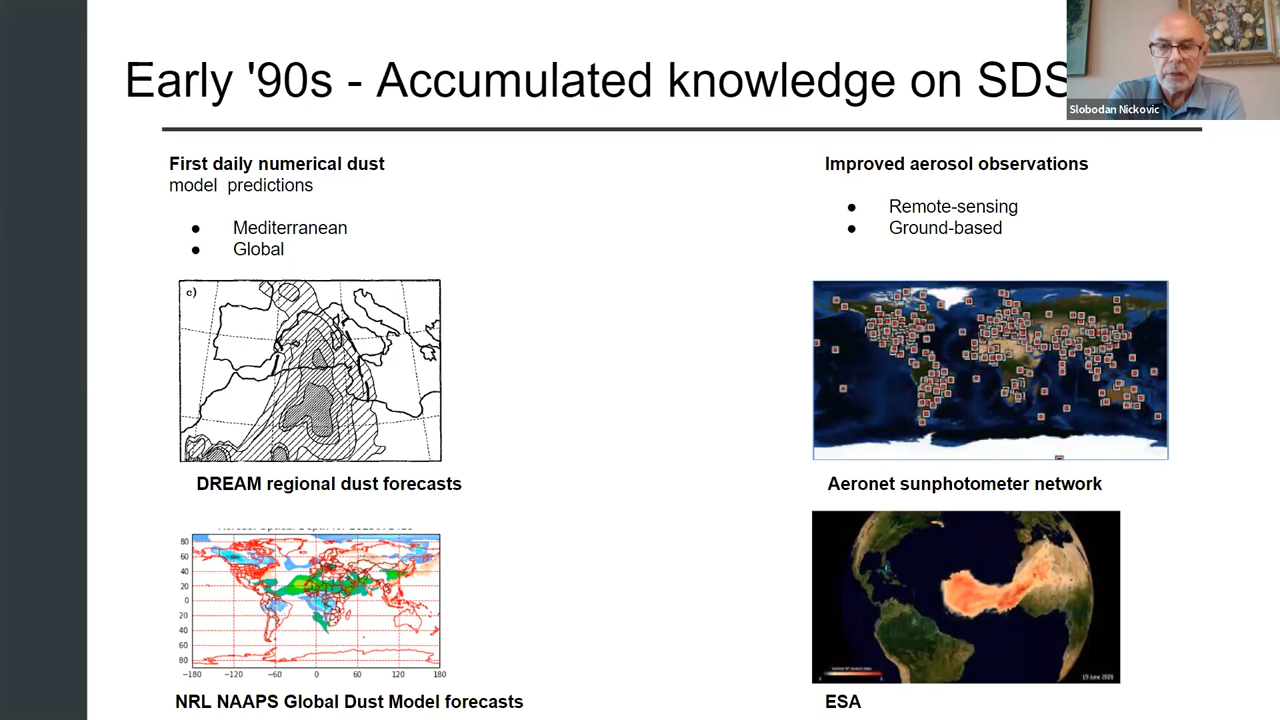 Early '90s - Accumulated knowledge on SDS
Slobodan Nickovic
First daily numerical dust
model predictions
● Mediterranean
● Global
c)
DREAM regional dust forecasts
80
60
40
20
0
20
40
60
80
−180 −120 −60 0 60 120 180
NRL NAAPS Global Dust Model forecasts
Improved aerosol observations
● Remote-sensing
● Ground-based
Aeronet sunphotometer network
19 June 2020
ESA